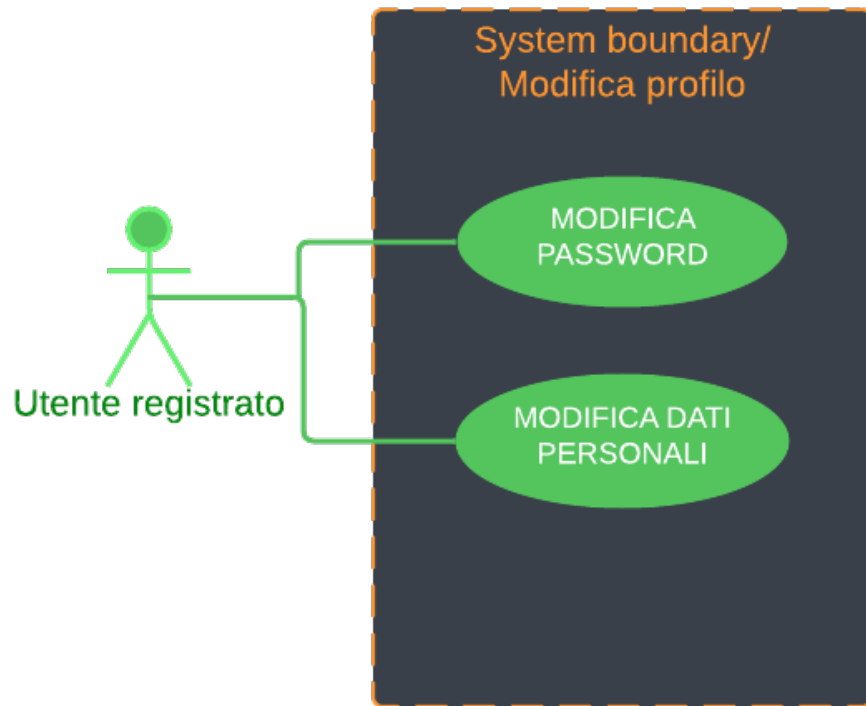 System boundary/
Modifica profilo
MODIFICA
PASSWORD
Utente registrato
MODIFICA DATI
PERSONALI